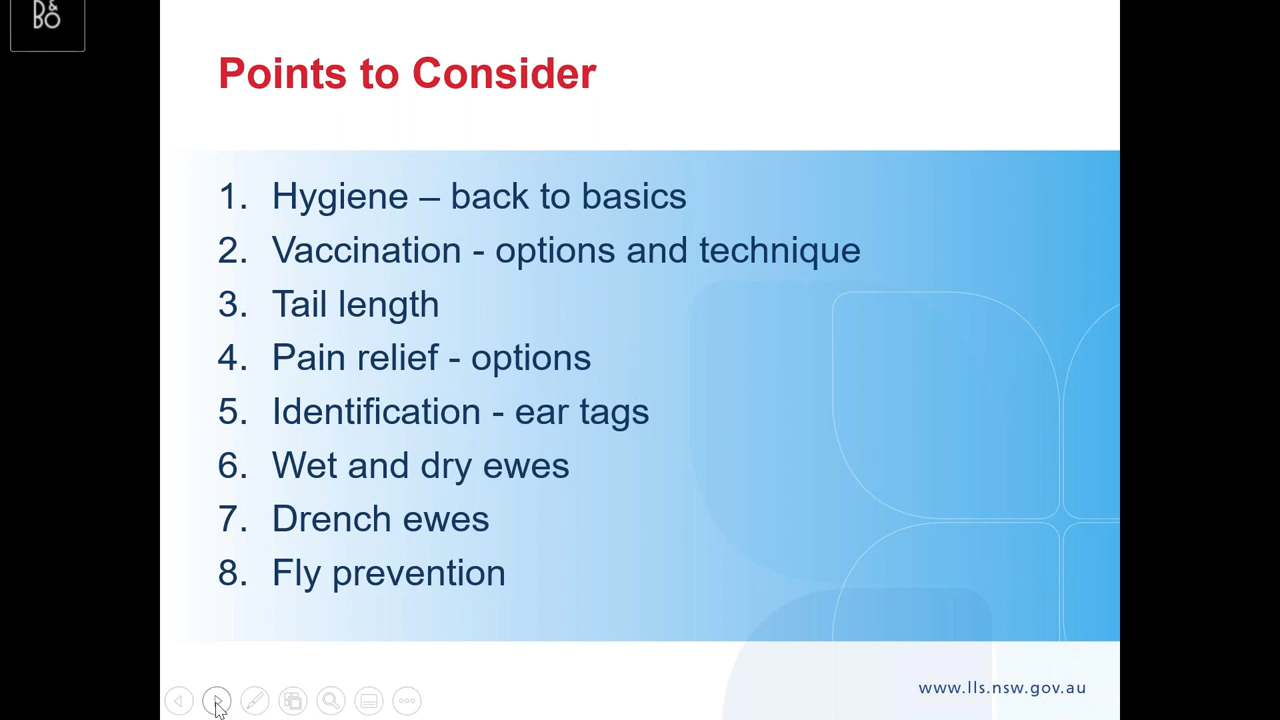 B&
BO
Points to Consider
1. Hygiene – back to basics
2. Vaccination - options and technique
3. Tail length
4. Pain relief - options
5. Identification - ear tags
6. Wet and dry ewes
7. Drench ewes
8. Fly prevention
www.lls.nsw.gov.au